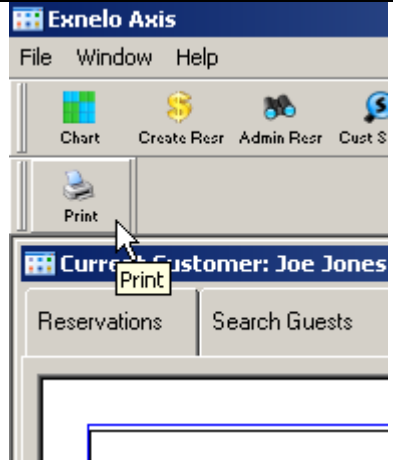 Exnelo Axis
File Window Help
Chart Create Resr Admin Resr Cust S
Print
Current Customer: Joe Jones
Print
Reservations Search Guests